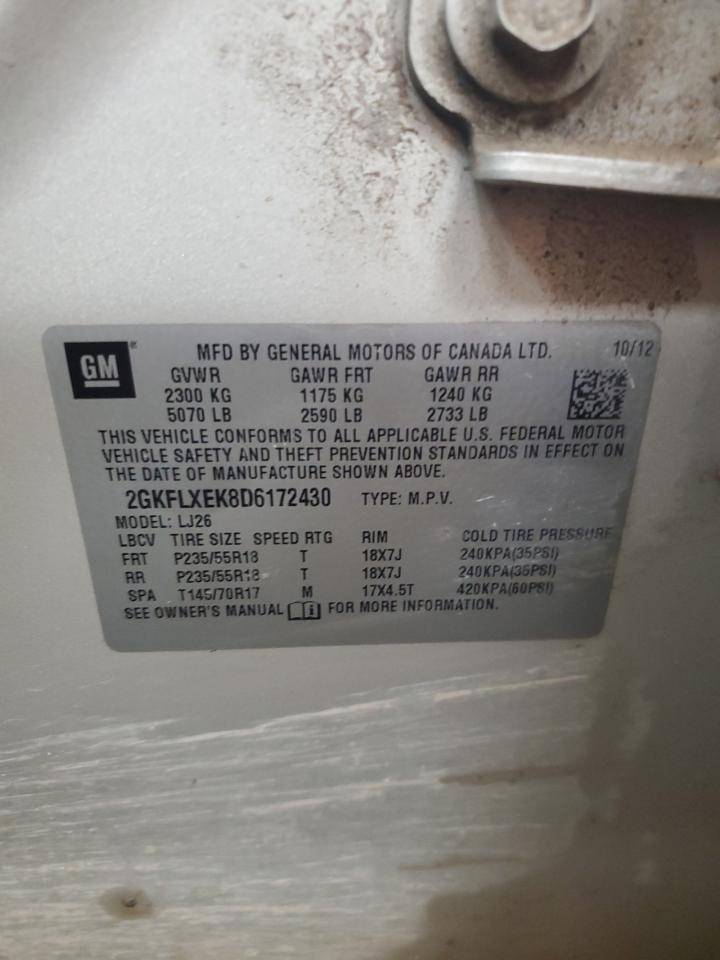 GM
MFD BY GENERAL MOTORS OF CANADA LTD. 10/12
GVWR GAWR FRT GAWR RR
2300 KG 1175 KG 1240 KG
5070 LB 2590 LB 2733 LB
THIS VEHICLE CONFORMS TO ALL APPLICABLE U.S. FEDERAL MOTOR
VEHICLE SAFETY AND THEFT PREVENTION STANDARDS IN EFFECT ON
THE DATE OF MANUFACTURE SHOWN ABOVE.
2GKFLXEK8D6172430 TYPE: M.P.V.
MODEL: LJ26
LBCV TIRE SIZE SPEED RTG RIM COLD TIRE PRESSURE
FRT P235/55R18 T 18X7J 240KPA(35PSI)
RR P235/55R18 T 18X7J 240KPA(35PSI)
SPA T145/70R17 M 17X4.5T 420KPA(60PSI)
SEE OWNER'S MANUAL i FOR MORE INFORMATION.